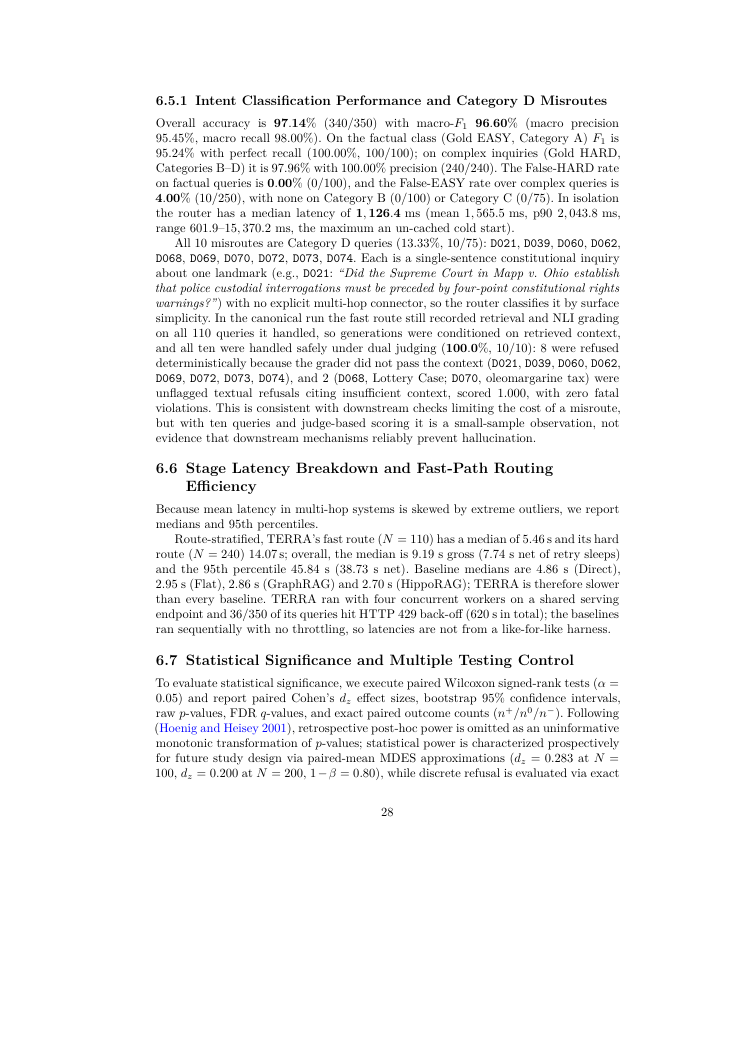 6.5.1 Intent Classification Performance and Category D Misroutes
Overall accuracy is 97.14% (340/350) with macro-F1 96.60% (macro precision
95.45%, macro recall 98.00%). On the factual class (Gold EASY, Category A) F1 is
95.24% with perfect recall (100.00%, 100/100); on complex inquiries (Gold HARD,
Categories B–D) it is 97.96% with 100.00% precision (240/240). The False-HARD rate
on factual queries is 0.00% (0/100), and the False-EASY rate over complex queries is
4.00% (10/250), with none on Category B (0/100) or Category C (0/75). In isolation
the router has a median latency of 1,126.4 ms (mean 1,565.5 ms, p90 2,043.8 ms,
range 601.9–15,370.2 ms, the maximum an un-cached cold start).
All 10 misroutes are Category D queries (13.33%, 10/75): D021, D039, D060, D062,
D068, D069, D070, D072, D073, D074. Each is a single-sentence constitutional inquiry
about one landmark (e.g., D021: “Did the Supreme Court in Mapp v. Ohio establish
that police custodial interrogations must be preceded by four-point constitutional rights
warnings?”) with no explicit multi-hop connector, so the router classifies it by surface
simplicity. In the canonical run the fast route still recorded retrieval and NLI grading
on all 110 queries it handled, so generations were conditioned on retrieved context,
and all ten were handled safely under dual judging (100.0%, 10/10): 8 were refused
deterministically because the grader did not pass the context (D021, D039, D060, D062,
D069, D072, D073, D074), and 2 (D068, Lottery Case; D070, oleomargarine tax) were
unflagged textual refusals citing insufficient context, scored 1.000, with zero fatal
violations. This is consistent with downstream checks limiting the cost of a misroute,
but with ten queries and judge-based scoring it is a small-sample observation, not
evidence that downstream mechanisms reliably prevent hallucination.
6.6 Stage Latency Breakdown and Fast-Path Routing
Efficiency
Because mean latency in multi-hop systems is skewed by extreme outliers, we report
medians and 95th percentiles.
Route-stratified, TERRA’s fast route (N = 110) has a median of 5.46 s and its hard
route (N = 240) 14.07 s; overall, the median is 9.19 s gross (7.74 s net of retry sleeps)
and the 95th percentile 45.84 s (38.73 s net). Baseline medians are 4.86 s (Direct),
2.95 s (Flat), 2.86 s (GraphRAG) and 2.70 s (HippoRAG); TERRA is therefore slower
than every baseline. TERRA ran with four concurrent workers on a shared serving
endpoint and 36/350 of its queries hit HTTP 429 back-off (620 s in total); the baselines
ran sequentially with no throttling, so latencies are not from a like-for-like harness.
6.7 Statistical Significance and Multiple Testing Control
To evaluate statistical significance, we execute paired Wilcoxon signed-rank tests (α =
0.05) and report paired Cohen’s dz effect sizes, bootstrap 95% confidence intervals,
raw p-values, FDR q-values, and exact paired outcome counts (n⁺/n⁰/n⁻). Following
(Hoenig and Heisey 2001), retrospective post-hoc power is omitted as an uninformative
monotonic transformation of p-values; statistical power is characterized prospectively
for future study design via paired-mean MDES approximations (dz = 0.283 at N =
100, dz = 0.200 at N = 200, 1−β = 0.80), while discrete refusal is evaluated via exact
28